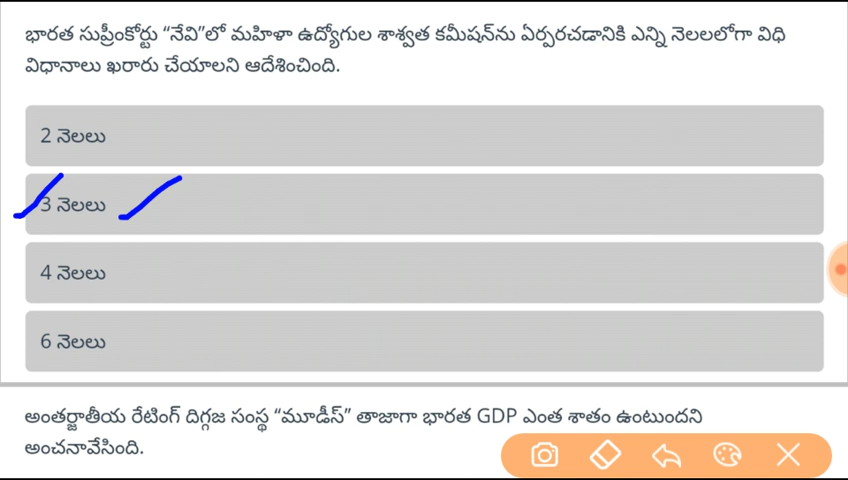 భారత సుప్రీంకోర్టు “నేవి”లో మహిళా ఉద్యోగుల శాశ్వత కమీషన్‌ను ఏర్పరచడానికి ఎన్ని నెలలలోగా విధి
విధానాలు ఖరారు చేయాలని ఆదేశించింది.
2 నెలలు
3 నెలలు
4 నెలలు
6 నెలలు
అంతర్జాతీయ రేటింగ్ దిగ్గజ సంస్థ “మూడీస్” తాజాగా భారత GDP ఎంత శాతం ఉంటుందని
అంచనావేసింది.